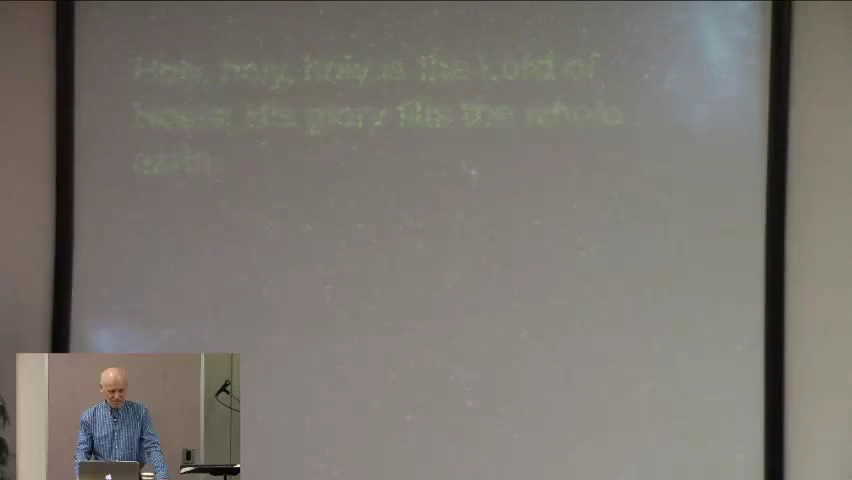 Holy, holy, holy is the Lord of
hosts; His glory fills the whole
earth